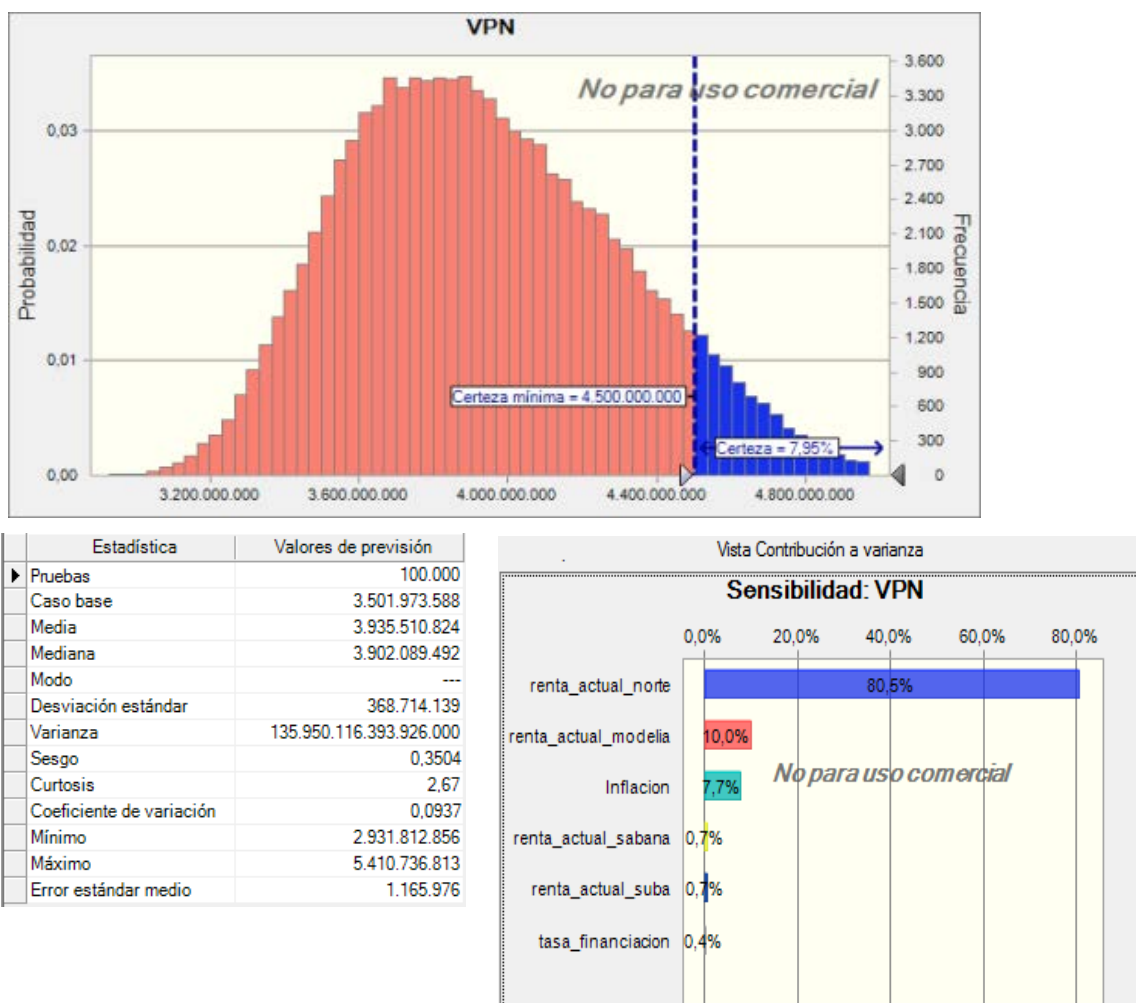 VPN
No para uso comercial
Probabilidad
0,03
0,02
0,01
0,00
3.600
3.300
3.000
2.700
2.400
2.100
1.800
1.500
1.200
900
600
300
0
Frecuencia
Certeza mínima = 4.500.000.000
Certeza = 7,95%
3.200.000.000 3.600.000.000 4.000.000.000 4.400.000.000 4.800.000.000
Estadística Valores de previsión
Pruebas 100.000
Caso base 3.501.973.588
Media 3.935.510.824
Mediana 3.902.089.492
Modo ---
Desviación estándar 368.714.139
Varianza 135.950.116.393.926.000
Sesgo 0,3504
Curtosis 2,67
Coeficiente de variación 0,0937
Mínimo 2.931.812.856
Máximo 5.410.736.813
Error estándar medio 1.165.976
Vista Contribución a varianza
Sensibilidad: VPN
0,0% 20,0% 40,0% 60,0% 80,0%
renta_actual_norte 80,5%
renta_actual_modelia 10,0%
No para uso comercial
Inflacion 7,7%
renta_actual_sabana 0,7%
renta_actual_suba 0,7%
tasa_financiacion 0,4%